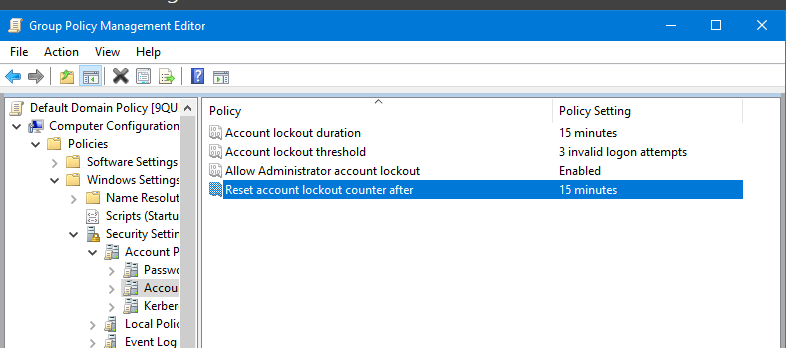 Group Policy Management Editor
File Action View Help
Default Domain Policy [9QU
Computer Configuration
Policies
Software Settings
Windows Settings
Name Resolut
Scripts (Startu
Security Settin
Account P
Passwo
Accou
Kerber
Local Polic
Event Log
Policy Policy Setting
Account lockout duration 15 minutes
Account lockout threshold 3 invalid logon attempts
Allow Administrator account lockout Enabled
Reset account lockout counter after 15 minutes